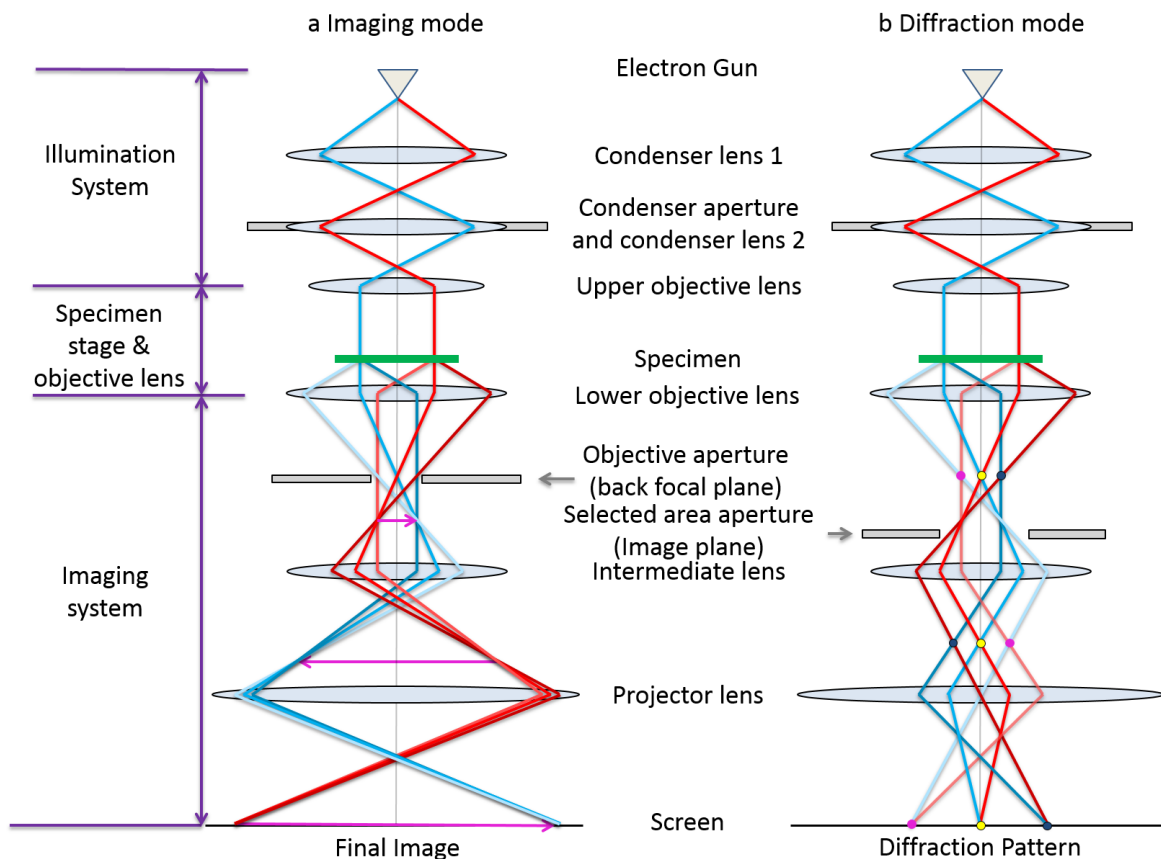 a Imaging mode
b Diffraction mode
Electron Gun
Illumination
System
Condenser lens 1
Condenser aperture
and condenser lens 2
Upper objective lens
Specimen
stage &
objective lens
Specimen
Lower objective lens
Objective aperture
(back focal plane)
Selected area aperture
(Image plane)
Intermediate lens
Imaging
system
Projector lens
Screen
Final Image
Diffraction Pattern